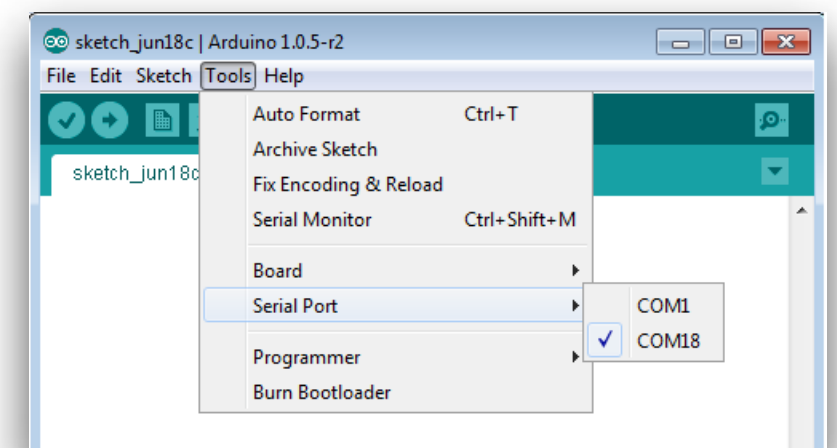 sketch_jun18c | Arduino 1.0.5-r2
File Edit Sketch Tools Help
sketch_jun18c
Auto Format Ctrl+T
Archive Sketch
Fix Encoding & Reload
Serial Monitor Ctrl+Shift+M
Board
Serial Port
COM1
COM18
Programmer
Burn Bootloader